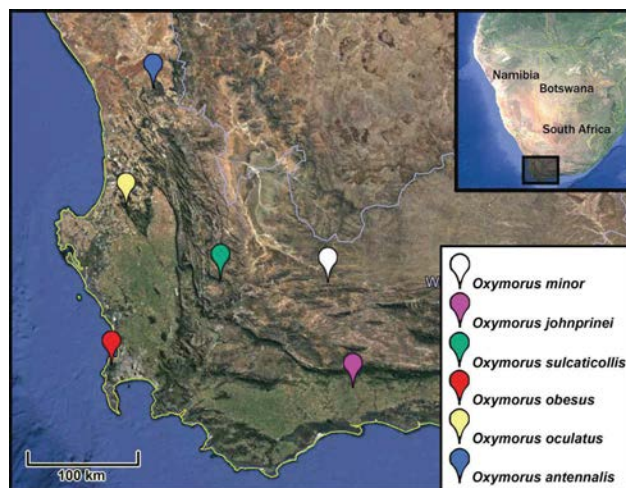 Namibia
Botswana
South Africa
W
Oxymorus minor
Oxymorus johnprinei
Oxymorus sulcaticollis
Oxymorus obesus
Oxymorus oculatus
Oxymorus antennalis
100 km